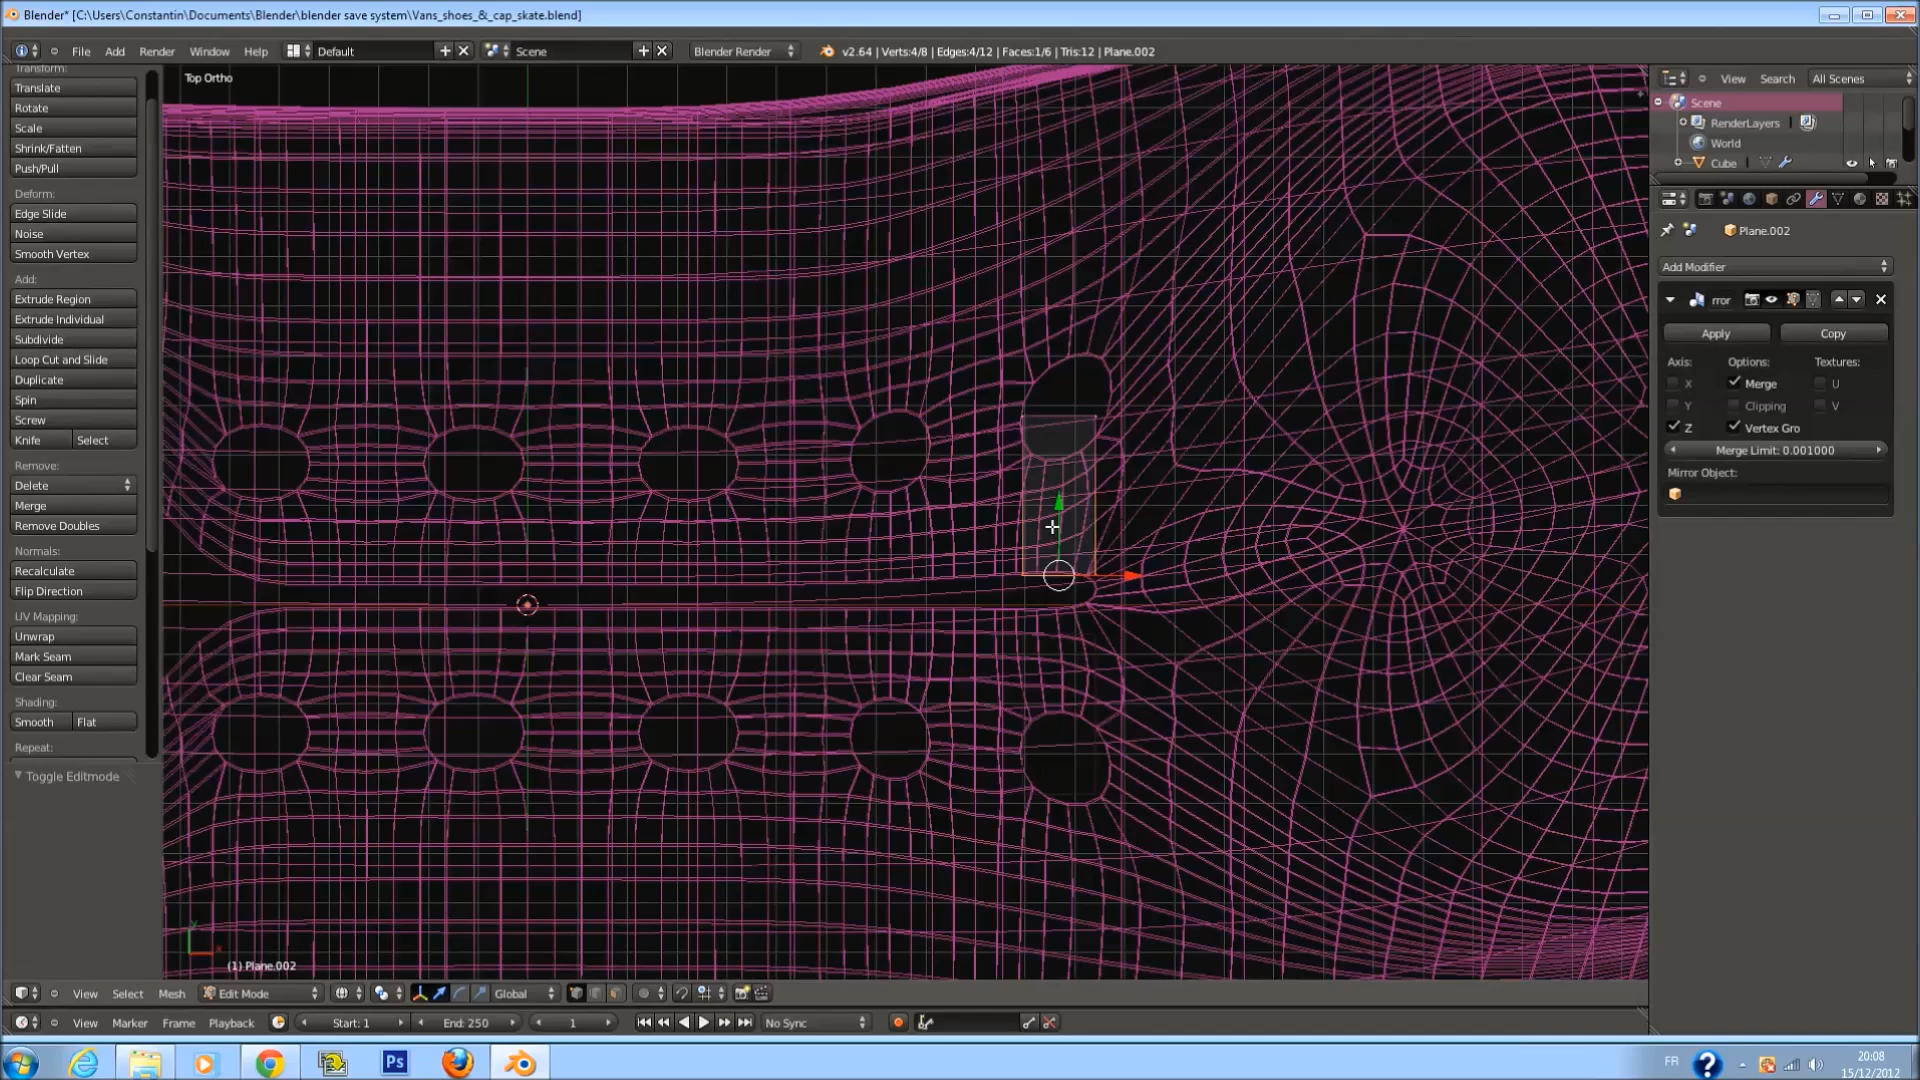 Blender* [C:\Users\Constantin\Documents\Blender\blender save system\Vans_shoes_&_cap_skate.blend]
File Add Render Window Help Default Scene Blender Render v2.64 | Verts:4/8 | Edges:4/12 | Faces:1/6 | Tris:12 | Plane.002
Transform:
Translate
Rotate
Scale
Shrink/Fatten
Push/Pull
Deform:
Edge Slide
Noise
Smooth Vertex
Add:
Extrude Region
Extrude Individual
Subdivide
Loop Cut and Slide
Duplicate
Spin
Screw
Knife Select
Remove:
Delete
Merge
Remove Doubles
Normals:
Recalculate
Flip Direction
UV Mapping:
Unwrap
Mark Seam
Clear Seam
Shading:
Smooth Flat
Repeat:
Toggle Editmode
Top Ortho
y
x
(1) Plane.002
View Search All Scenes
Scene
RenderLayers
World
Cube
Plane.002
Add Modifier
rror
Apply Copy
Axis: Options: Textures:
X Merge U
Y Clipping V
Z Vertex Gro
Merge Limit: 0.001000
Mirror Object:
View Select Mesh Edit Mode Global
View Marker Frame Playback Start: 1 End: 250 1 No Sync
Ps
FR
20:08
15/12/2012